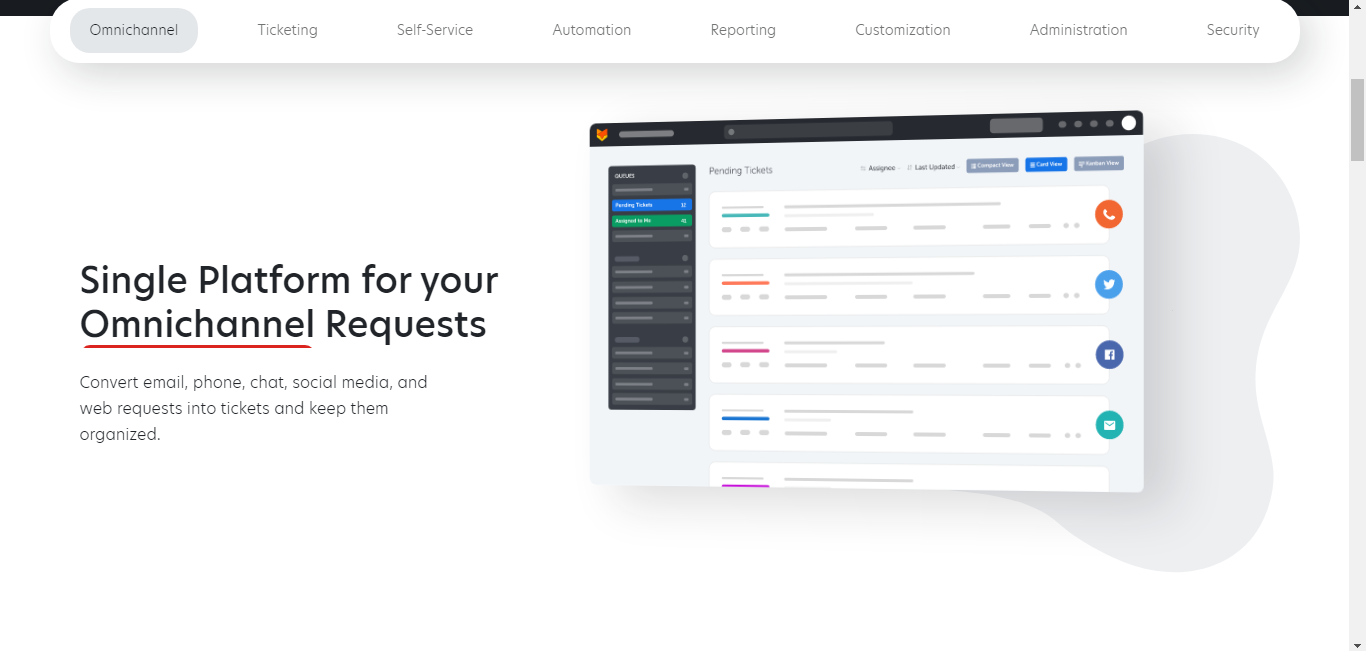 Omnichannel Ticketing Self-Service Automation Reporting Customization Administration Security
Single Platform for your
Omnichannel Requests
Convert email, phone, chat, social media, and
web requests into tickets and keep them
organized.
QUEUES
Pending Tickets 12
Assigned to Me 41
Pending Tickets
Assignee
Last Updated
Compact View
Card View
Kanban View